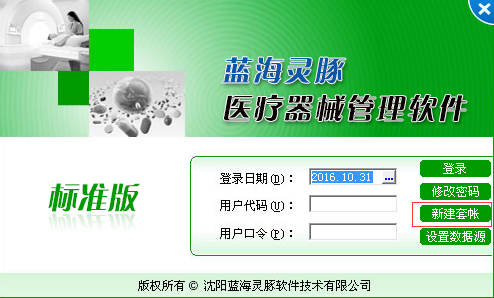 蓝海灵豚
医疗器械管理软件
标准版
登录日期(D)： 2016.10.31 ...
用户代码(U)：
用户口令(P)：
登录
修改密码
新建套帐
设置数据源
版权所有 © 沈阳蓝海灵豚软件技术有限公司